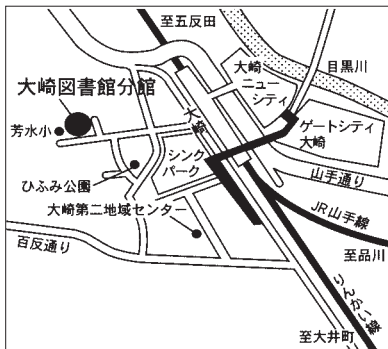 至五反田
大崎
ニュー
シティ
目黒川
大崎図書館分館
芳水小
大崎
ゲートシティ
大崎
シンク
パーク
ひふみ公園
山手通り
大崎第二地域センター
JR山手線
百反通り
至品川
りんかい線
至大井町